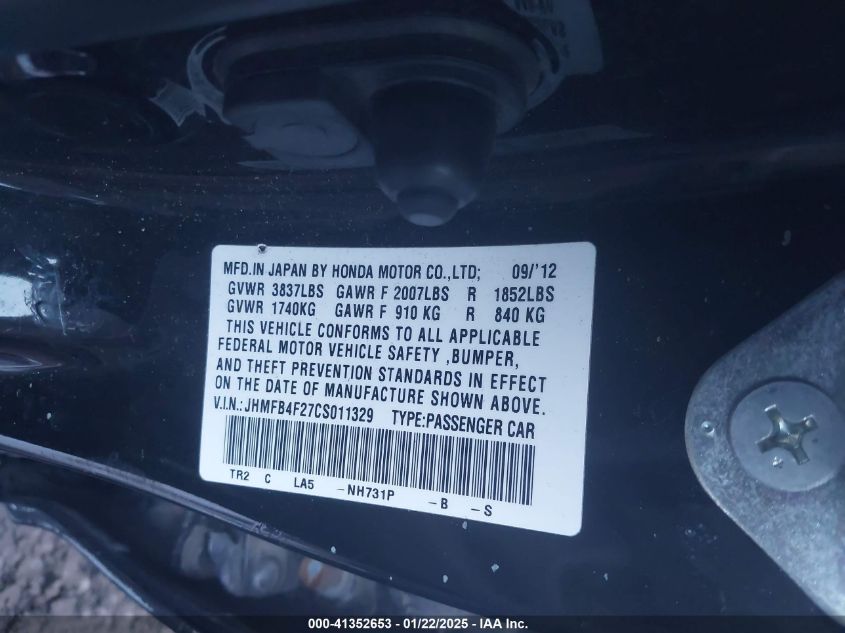 MFD.IN JAPAN BY HONDA MOTOR CO.,LTD; 09/'12
GVWR 3837LBS GAWR F 2007LBS R 1852LBS
GVWR 1740KG GAWR F 910 KG R 840 KG
THIS VEHICLE CONFORMS TO ALL APPLICABLE
FEDERAL MOTOR VEHICLE SAFETY ,BUMPER,
AND THEFT PREVENTION STANDARDS IN EFFECT
ON THE DATE OF MANUFACTURE SHOWN ABOVE.
V.I.N.:JHMFB4F27CS011329 TYPE:PASSENGER CAR
TR2 C LA5 -NH731P -B -S
000-41352653 - 01/22/2025 - IAA Inc.